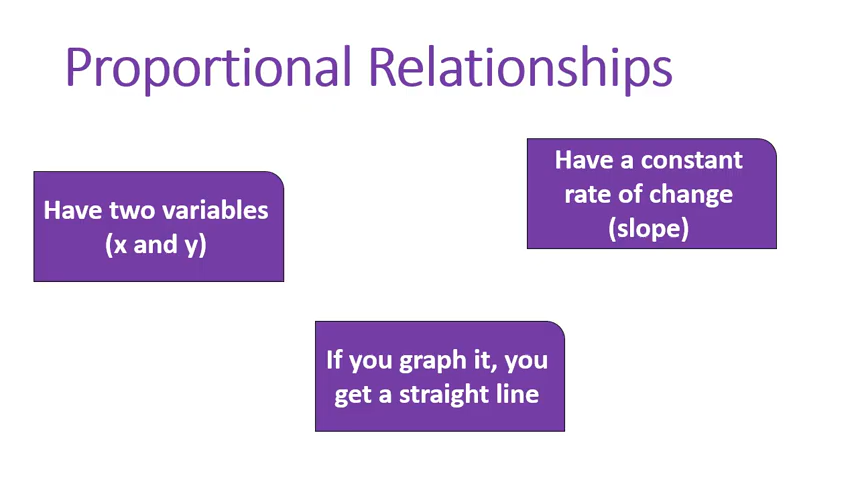 Proportional Relationships
Have two variables
(x and y)
Have a constant
rate of change
(slope)
If you graph it, you
get a straight line